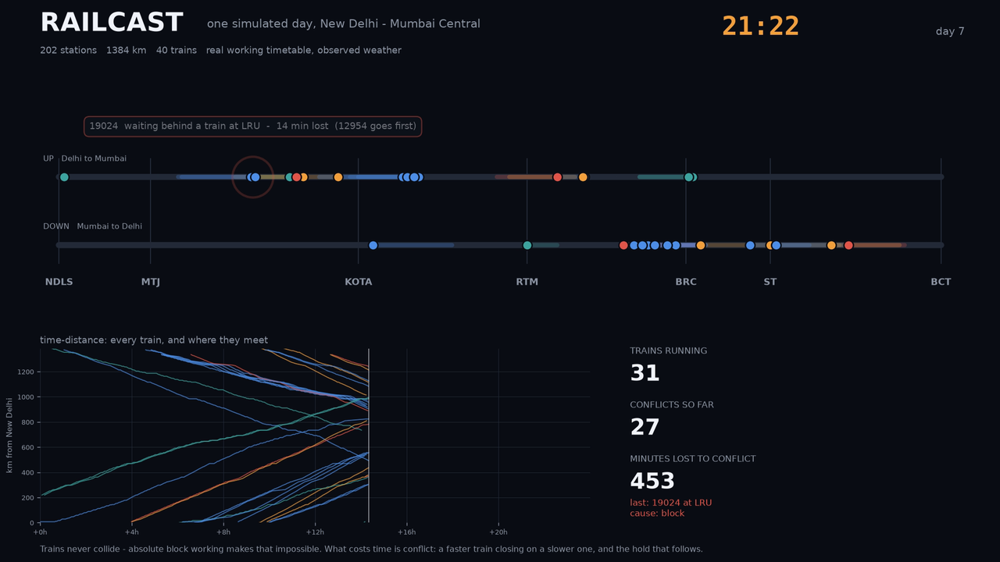 RAILCAST one simulated day, New Delhi - Mumbai Central 21:22 day 7
202 stations 1384 km 40 trains real working timetable, observed weather
19024 waiting behind a train at LRU - 14 min lost (12954 goes first)
UP Delhi to Mumbai
DOWN Mumbai to Delhi
NDLS MTJ KOTA RTM BRC ST BCT
time-distance: every train, and where they meet
km from New Delhi
1200
1000
800
600
400
200
0
+0h +4h +8h +12h +16h +20h
TRAINS RUNNING
31
CONFLICTS SO FAR
27
MINUTES LOST TO CONFLICT
453
last: 19024 at LRU
cause: block
Trains never collide - absolute block working makes that impossible. What costs time is conflict: a faster train closing on a slower one, and the hold that follows.